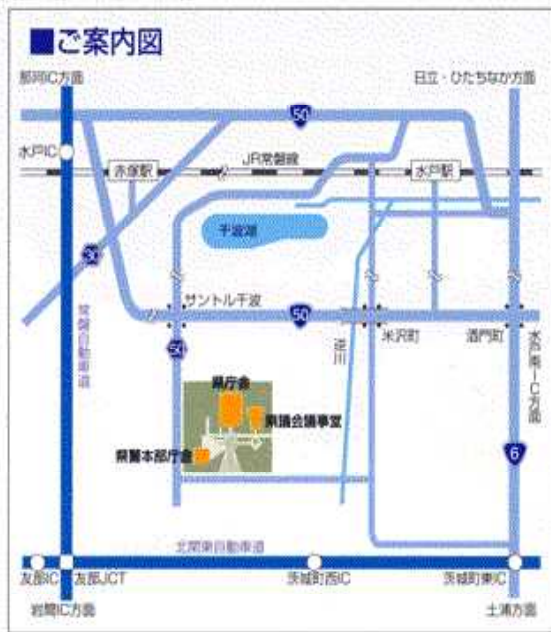 ■ご案内図
那珂IC方面
日立・ひたちなか方面
50
水戸IC
JR常磐線
赤塚駅
水戸駅
千波湖
30
サントル千波
50
50
米沢町
酒門町
常磐自動車道
逆川
水戸南IC方面
県庁舎
県議会議事堂
県警本部庁舎
6
北関東自動車道
友部IC
友部JCT
茨城町西IC
茨城町東IC
岩間IC方面
土浦方面